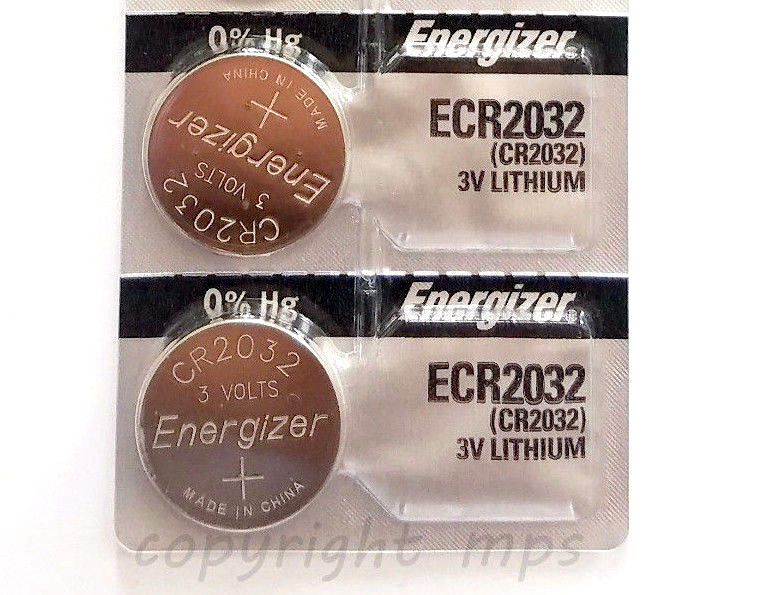 0% Hg
Energizer
MADE IN CHINA
+
Energizer
3 VOLTS
CR2032
ECR2032
(CR2032)
3V LITHIUM
0% Hg
Energizer
CR2032
3 VOLTS
Energizer
+
MADE IN CHINA
ECR2032
(CR2032)
3V LITHIUM
copyright mps